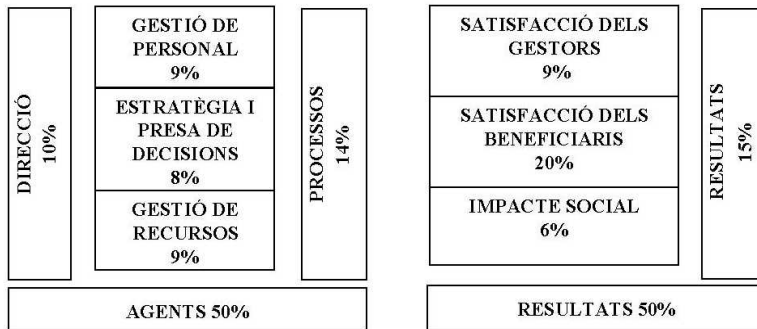 DIRECCIÓ
10%
GESTIÓ DE
PERSONAL
9%
ESTRATÈGIA I
PRESA DE
DECISIONS
8%
GESTIÓ DE
RECURSOS
9%
PROCESSOS
14%
AGENTS 50%
SATISFACCIÓ DELS
GESTORS
9%
SATISFACCIÓ DELS
BENEFICIARIS
20%
IMPACTE SOCIAL
6%
RESULTATS
15%
RESULTATS 50%